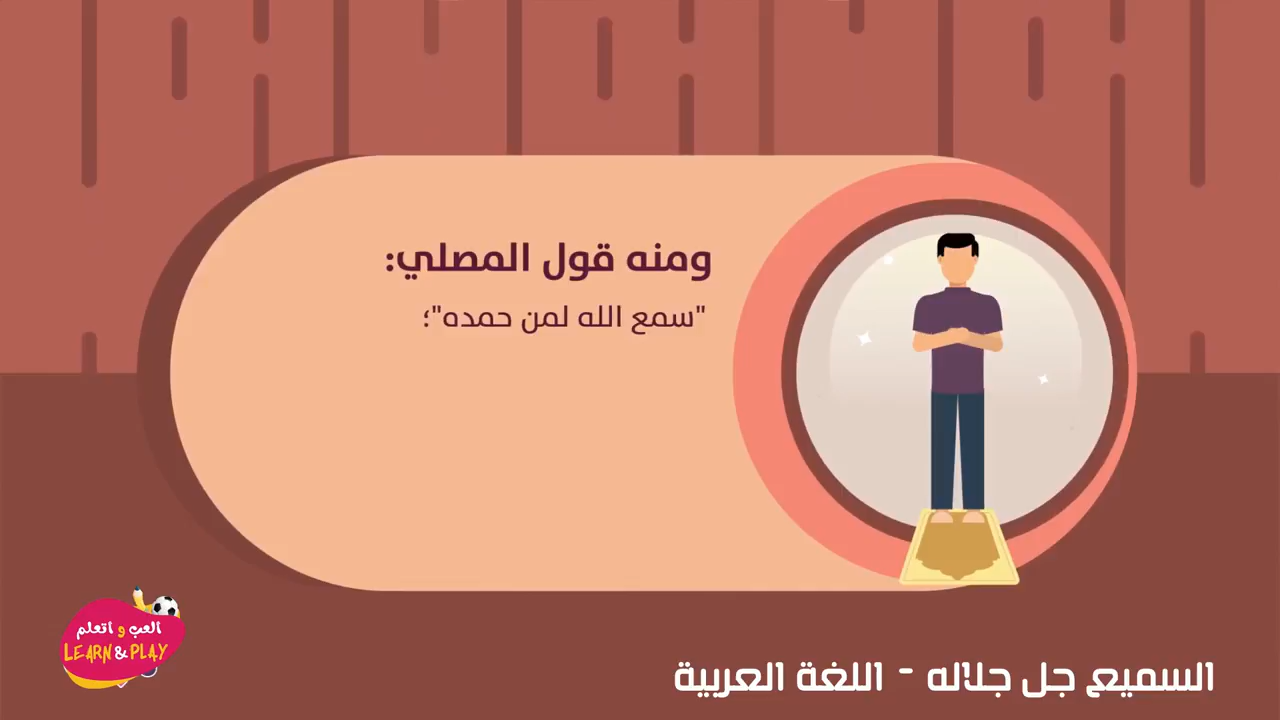 ومنه قول المصلي:
"سمع الله لمن حمده"؛
العب و اتعلم
LEARN & PLAY
السميع جل جلاله - اللغة العربية